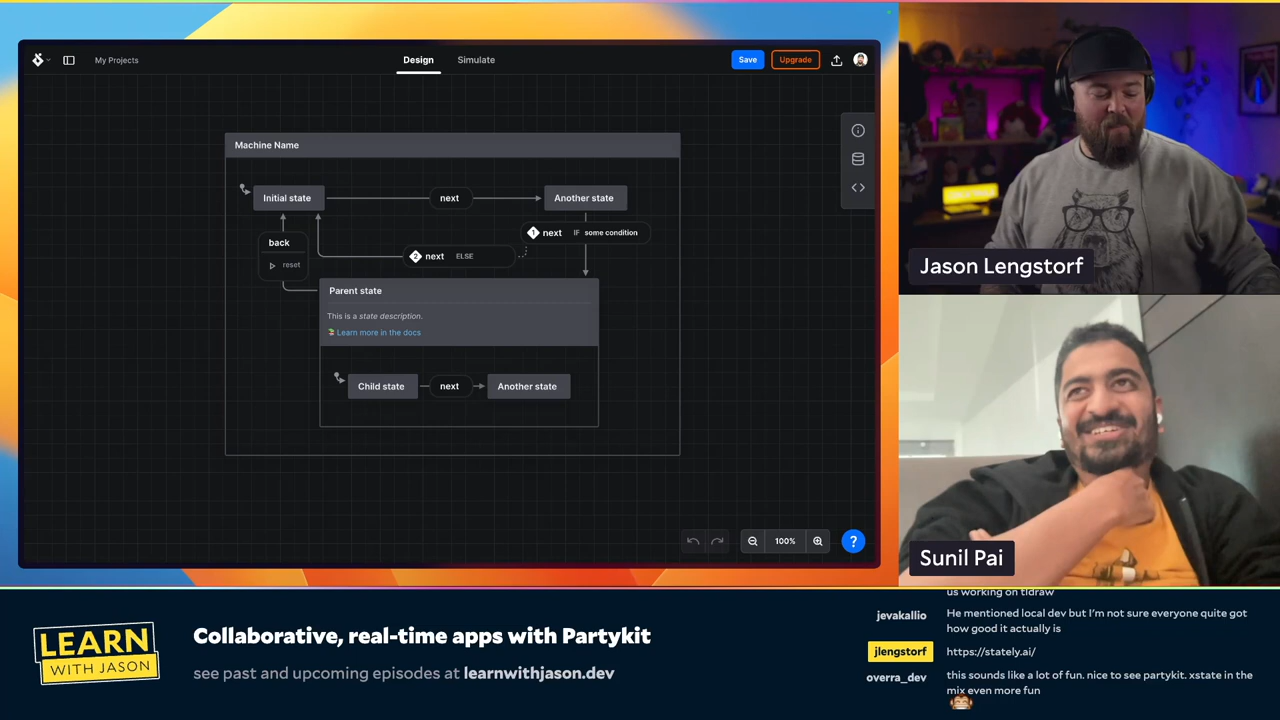 My Projects
Design
Simulate
Save
Upgrade
Machine Name
Initial state
next
Another state
1 next IF some condition
back
reset
2 next ELSE
Parent state
This is a state description.
Learn more in the docs
Child state
next
Another state
100%
?
Jason Lengstorf
Sunil Pai
LEARN
WITH JASON
Collaborative, real-time apps with Partykit
see past and upcoming episodes at learnwithjason.dev
us working on tldraw
jevakallio He mentioned local dev but I'm not sure everyone quite got
how good it actually is
jlengstorf https://stately.ai/
overra_dev this sounds like a lot of fun. nice to see partykit. xstate in the
mix even more fun